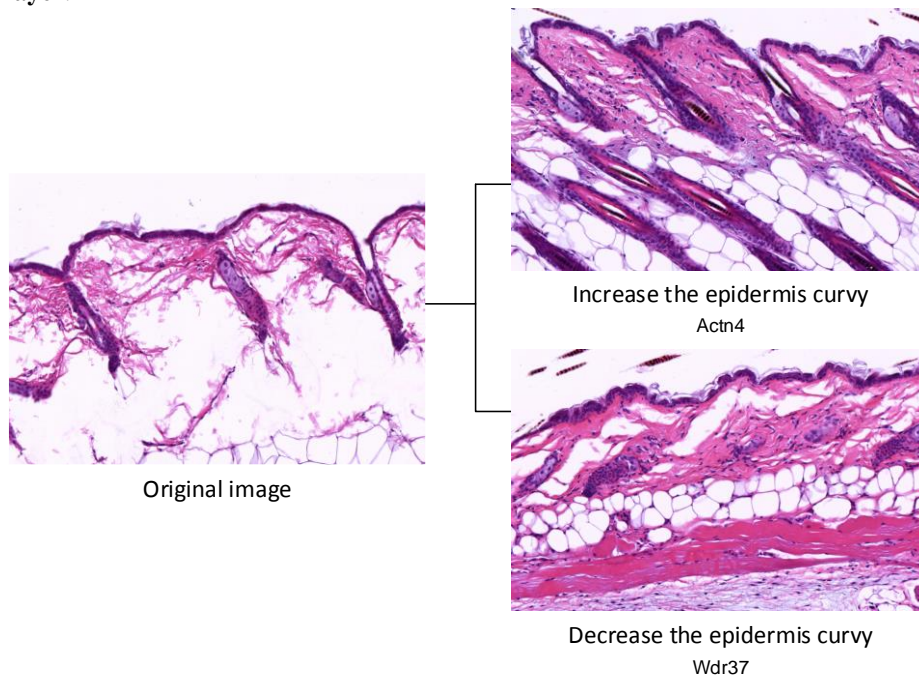 Original image
Increase the epidermis curvy
Actn4
Decrease the epidermis curvy
Wdr37